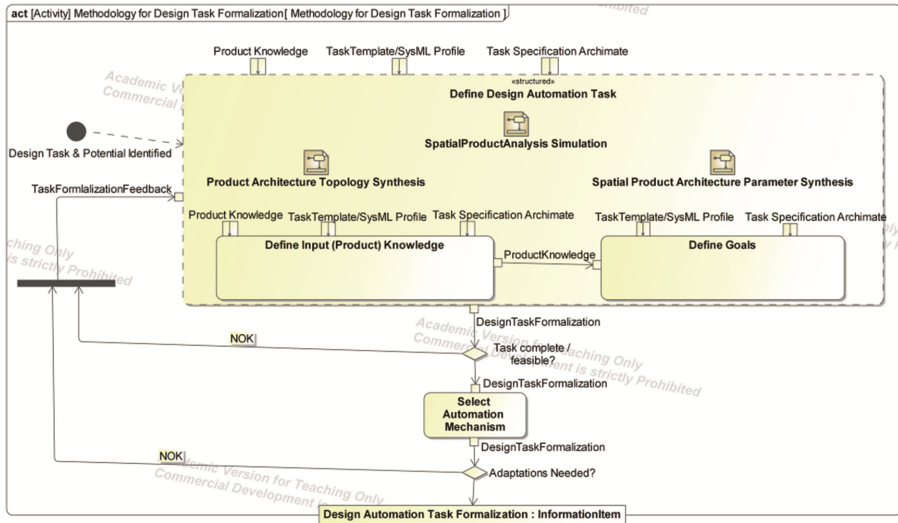 act [Activity] Methodology for Design Task Formalization[ Methodology for Design Task Formalization ]
Product Knowledge
TaskTemplate/SysML Profile
Task Specification Archimate
«structured»
Define Design Automation Task
SpatialProductAnalysis Simulation
Design Task & Potential Identified
Product Architecture Topology Synthesis
Spatial Product Architecture Parameter Synthesis
TaskFormlalizationFeedback
Product Knowledge
TaskTemplate/SysML Profile
Task Specification Archimate
TaskTemplate/SysML Profile
Task Specification Archimate
Define Input (Product) Knowledge
ProductKnowledge
Define Goals
DesignTaskFormalization
NOK
Task complete /
feasible?
DesignTaskFormalization
Select
Automation
Mechanism
DesignTaskFormalization
NOK
Adaptations Needed?
Design Automation Task Formalization : InformationItem
Academic Version for Teaching Only
Commercial Development is strictly Prohibited